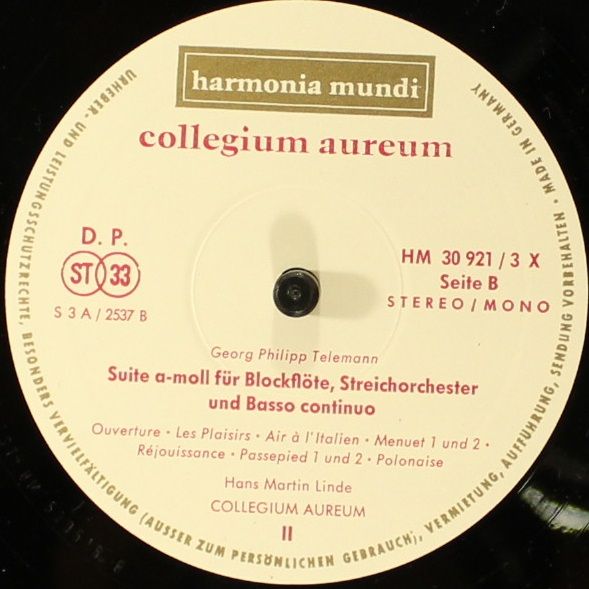 harmonia mundi
collegium aureum
D. P.
ST 33
S 3 A / 2537 B
HM 30 921 / 3 X
Seite B
STEREO / MONO
Georg Philipp Telemann
Suite a-moll für Blockflöte, Streichorchester
und Basso continuo
Ouverture • Les Plaisirs • Air à l'Italien • Menuet 1 und 2 •
Réjouissance • Passepied 1 und 2 • Polonaise
Hans Martin Linde
COLLEGIUM AUREUM
II
URHEBER- UND LEISTUNGSSCHUTZRECHTE, BESONDERS VERVIELFÄLTIGUNG (AUSSER ZUM PERSÖNLICHEN GEBRAUCH), VERMIETUNG, AUFFÜHRUNG, SENDUNG VORBEHALTEN • MADE IN GERMANY